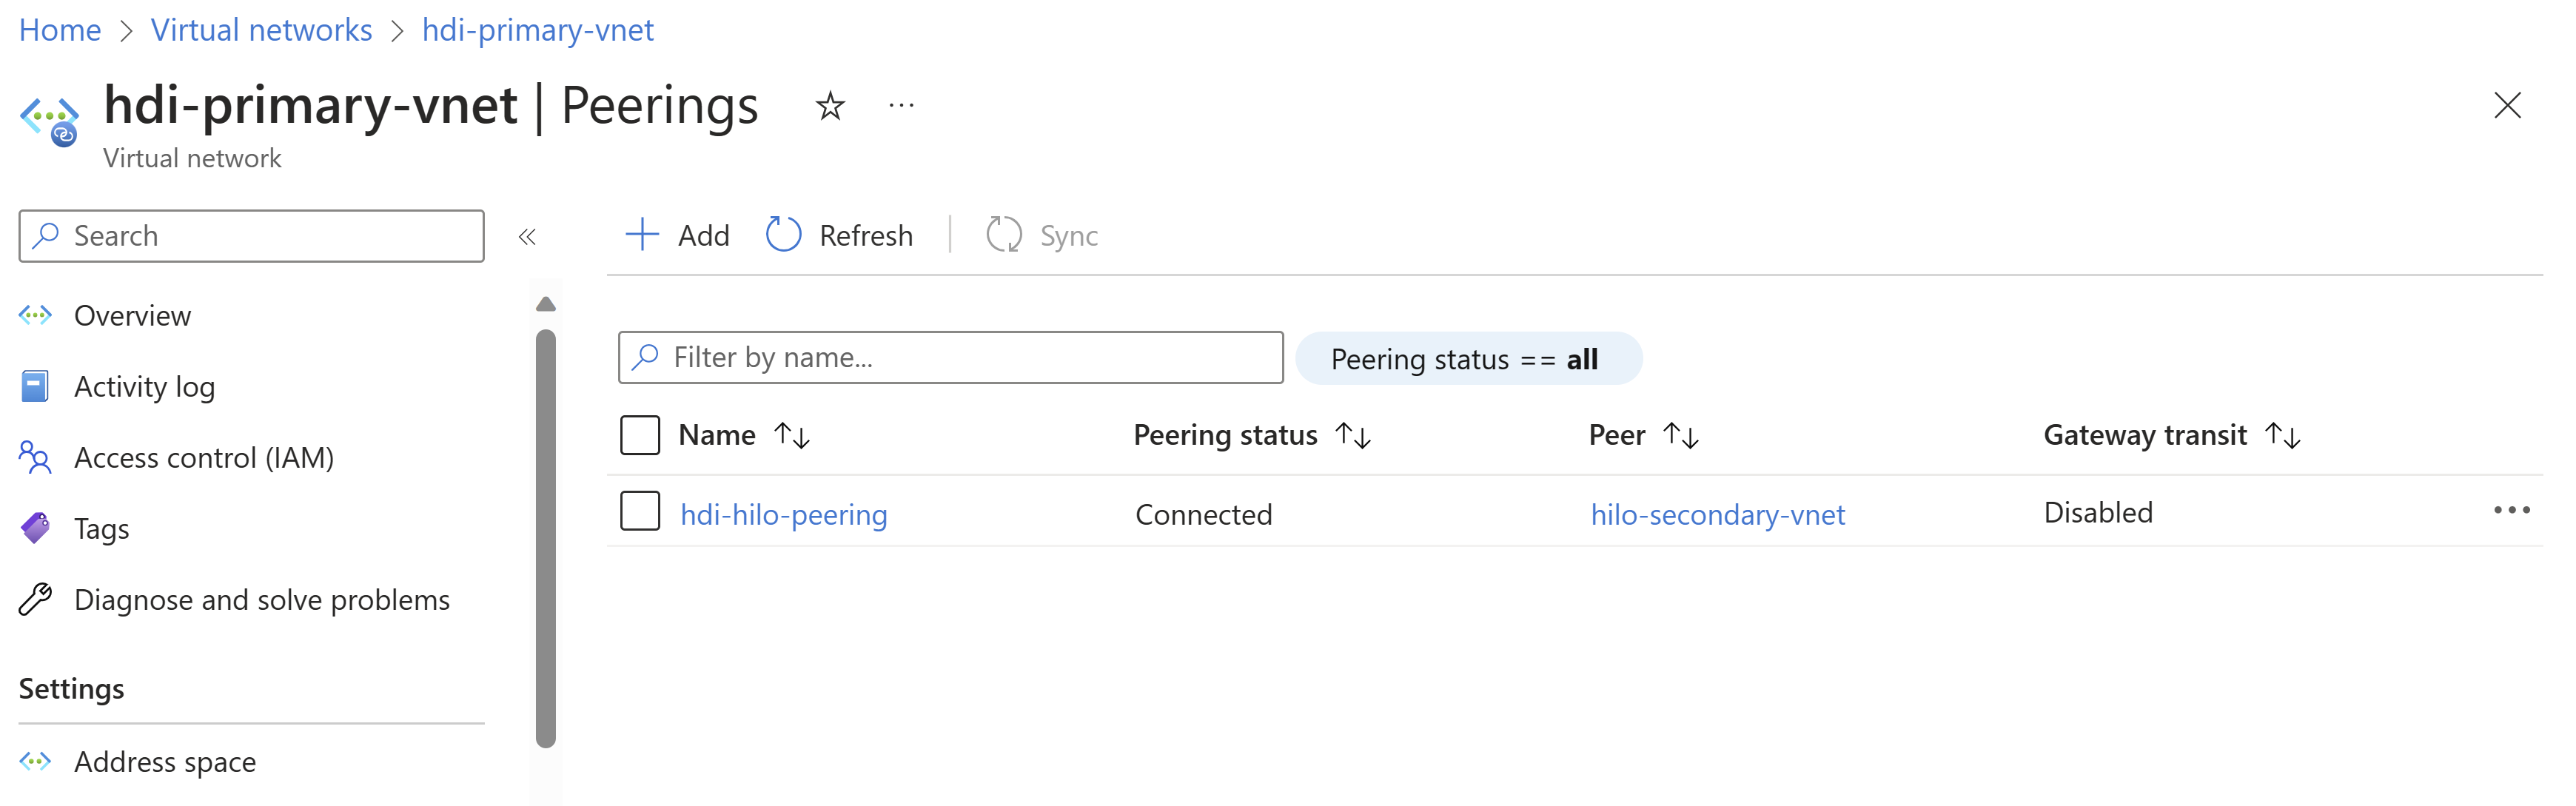 Home > Virtual networks > hdi-primary-vnet
hdi-primary-vnet | Peerings
Virtual network
Search
Overview
Activity log
Access control (IAM)
Tags
Diagnose and solve problems
Settings
Address space
Add Refresh Sync
Filter by name...
Peering status == all
Name Peering status Peer Gateway transit
hdi-hilo-peering Connected hilo-secondary-vnet Disabled